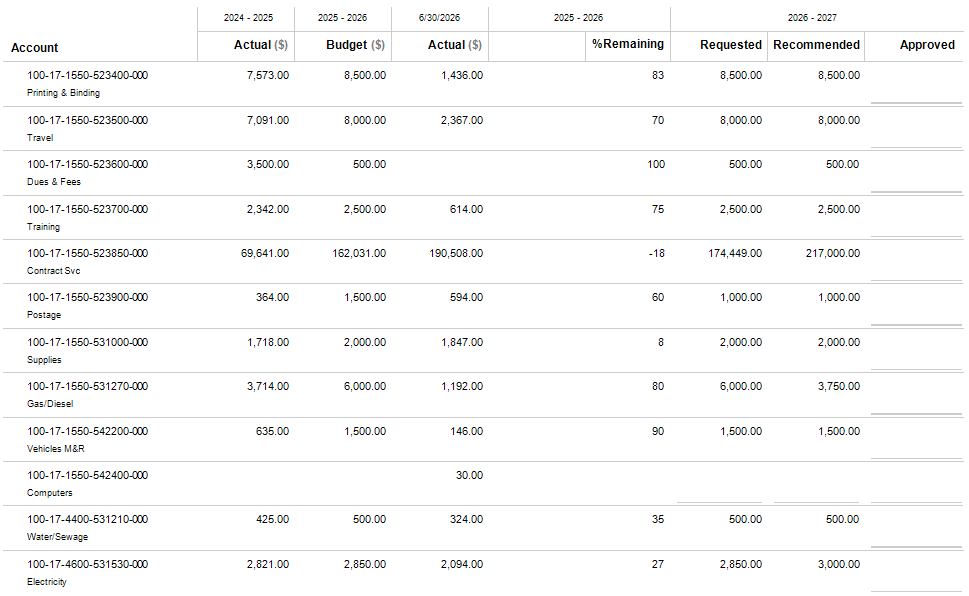 2024 - 2025 2025 - 2026 6/30/2026 2025 - 2026 2026 - 2027
Account Actual ($) Budget ($) Actual ($) %Remaining Requested Recommended Approved
100-17-1550-523400-000 7,573.00 8,500.00 1,436.00 83 8,500.00 8,500.00
Printing & Binding
100-17-1550-523500-000 7,091.00 8,000.00 2,367.00 70 8,000.00 8,000.00
Travel
100-17-1550-523600-000 3,500.00 500.00 100 500.00 500.00
Dues & Fees
100-17-1550-523700-000 2,342.00 2,500.00 614.00 75 2,500.00 2,500.00
Training
100-17-1550-523850-000 69,641.00 162,031.00 190,508.00 -18 174,449.00 217,000.00
Contract Svc
100-17-1550-523900-000 364.00 1,500.00 594.00 60 1,000.00 1,000.00
Postage
100-17-1550-531000-000 1,718.00 2,000.00 1,847.00 8 2,000.00 2,000.00
Supplies
100-17-1550-531270-000 3,714.00 6,000.00 1,192.00 80 6,000.00 3,750.00
Gas/Diesel
100-17-1550-542200-000 635.00 1,500.00 146.00 90 1,500.00 1,500.00
Vehicles M&R
100-17-1550-542400-000 30.00
Computers
100-17-4400-531210-000 425.00 500.00 324.00 35 500.00 500.00
Water/Sewage
100-17-4600-531530-000 2,821.00 2,850.00 2,094.00 27 2,850.00 3,000.00
Electricity